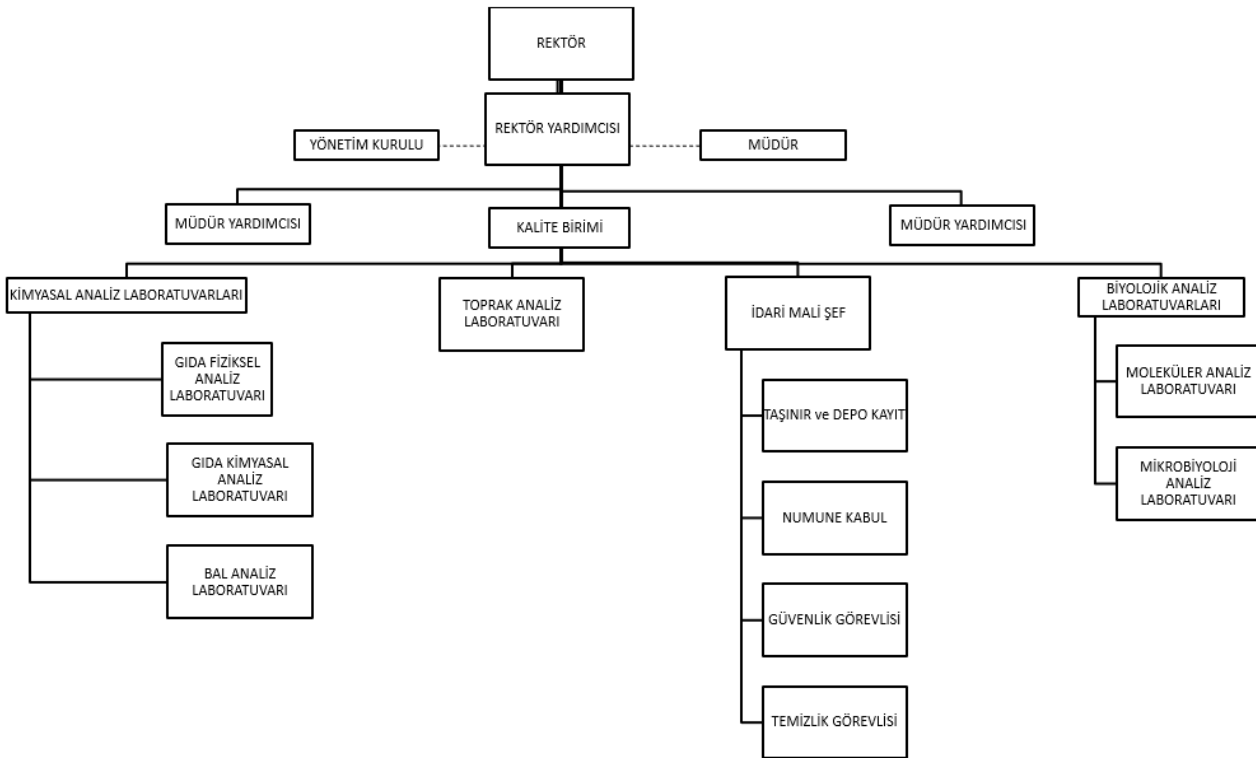 REKTÖR
REKTÖR YARDIMCISI
YÖNETİM KURULU
MÜDÜR
MÜDÜR YARDIMCISI
KALİTE BİRİMİ
MÜDÜR YARDIMCISI
KİMYASAL ANALİZ LABORATUVARLARI
TOPRAK ANALİZ
LABORATUVARI
İDARİ MALİ ŞEF
BİYOLOJİK ANALİZ
LABORATUVARLARI
GIDA FİZİKSEL
ANALİZ
LABORATUVARI
GIDA KİMYASAL
ANALİZ
LABORATUVARI
BAL ANALİZ
LABORATUVARI
TAŞINIR ve DEPO KAYIT
NUMUNE KABUL
GÜVENLİK GÖREVLİSİ
TEMİZLİK GÖREVLİSİ
MOLEKÜLER ANALİZ
LABORATUVARI
MİKROBİYOLOJİ
ANALİZ
LABORATUVARI